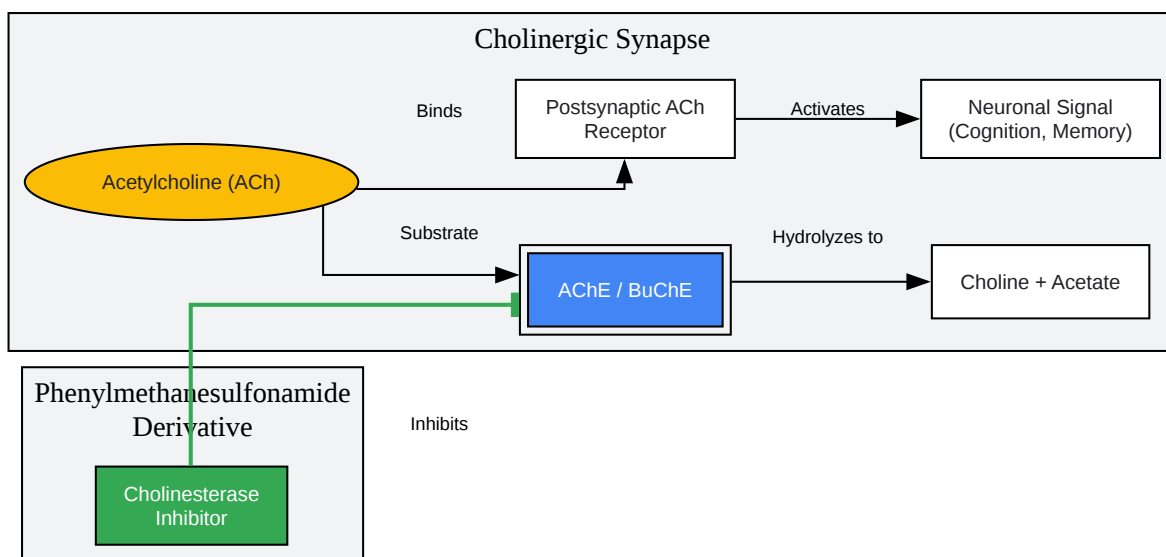 Cholinergic Synapse
Binds
Postsynaptic ACh
Receptor
Activates
Neuronal Signal
(Cognition, Memory)
Acetylcholine (ACh)
Substrate
AChE / BuChE
Hydrolyzes to
Choline + Acetate
Phenylmethanesulfonamide
Derivative
Inhibits
Cholinesterase
Inhibitor